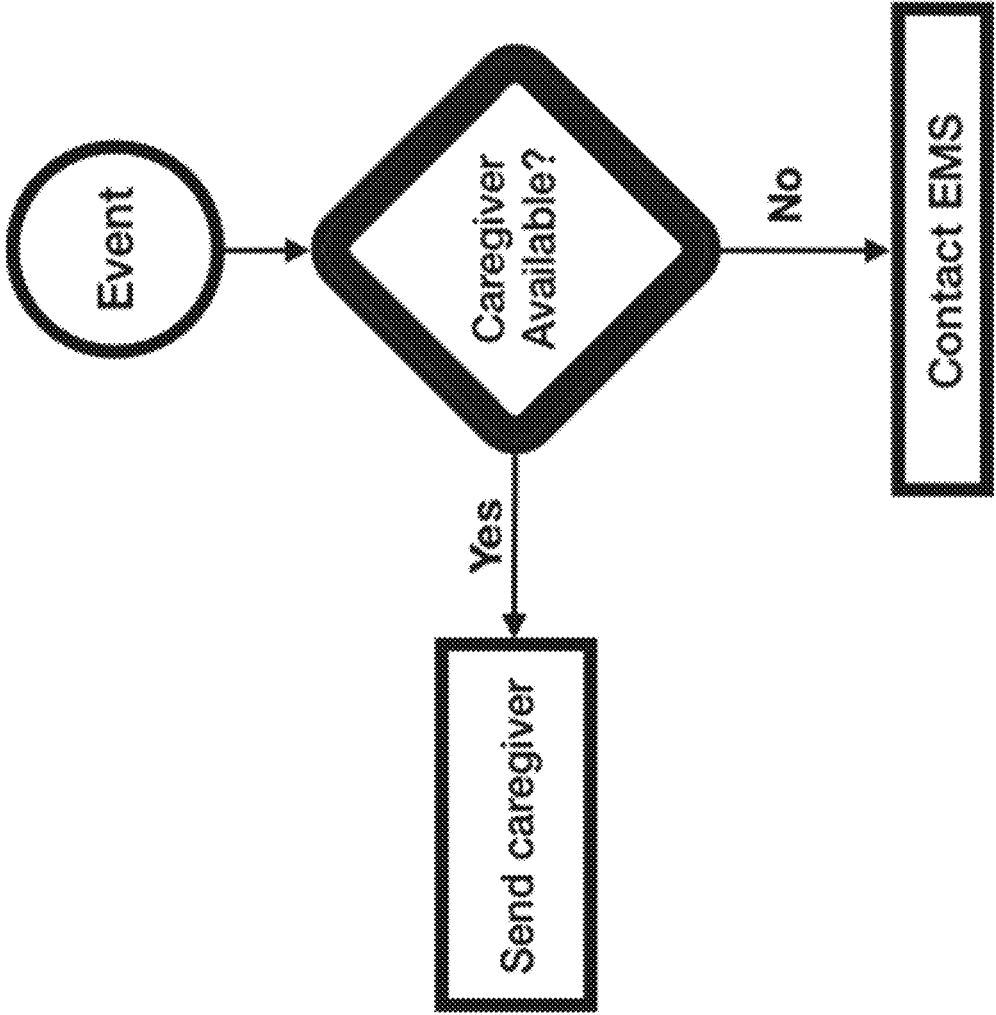 Event
Caregiver
Available?
Yes
Send caregiver
No
Contact EMS